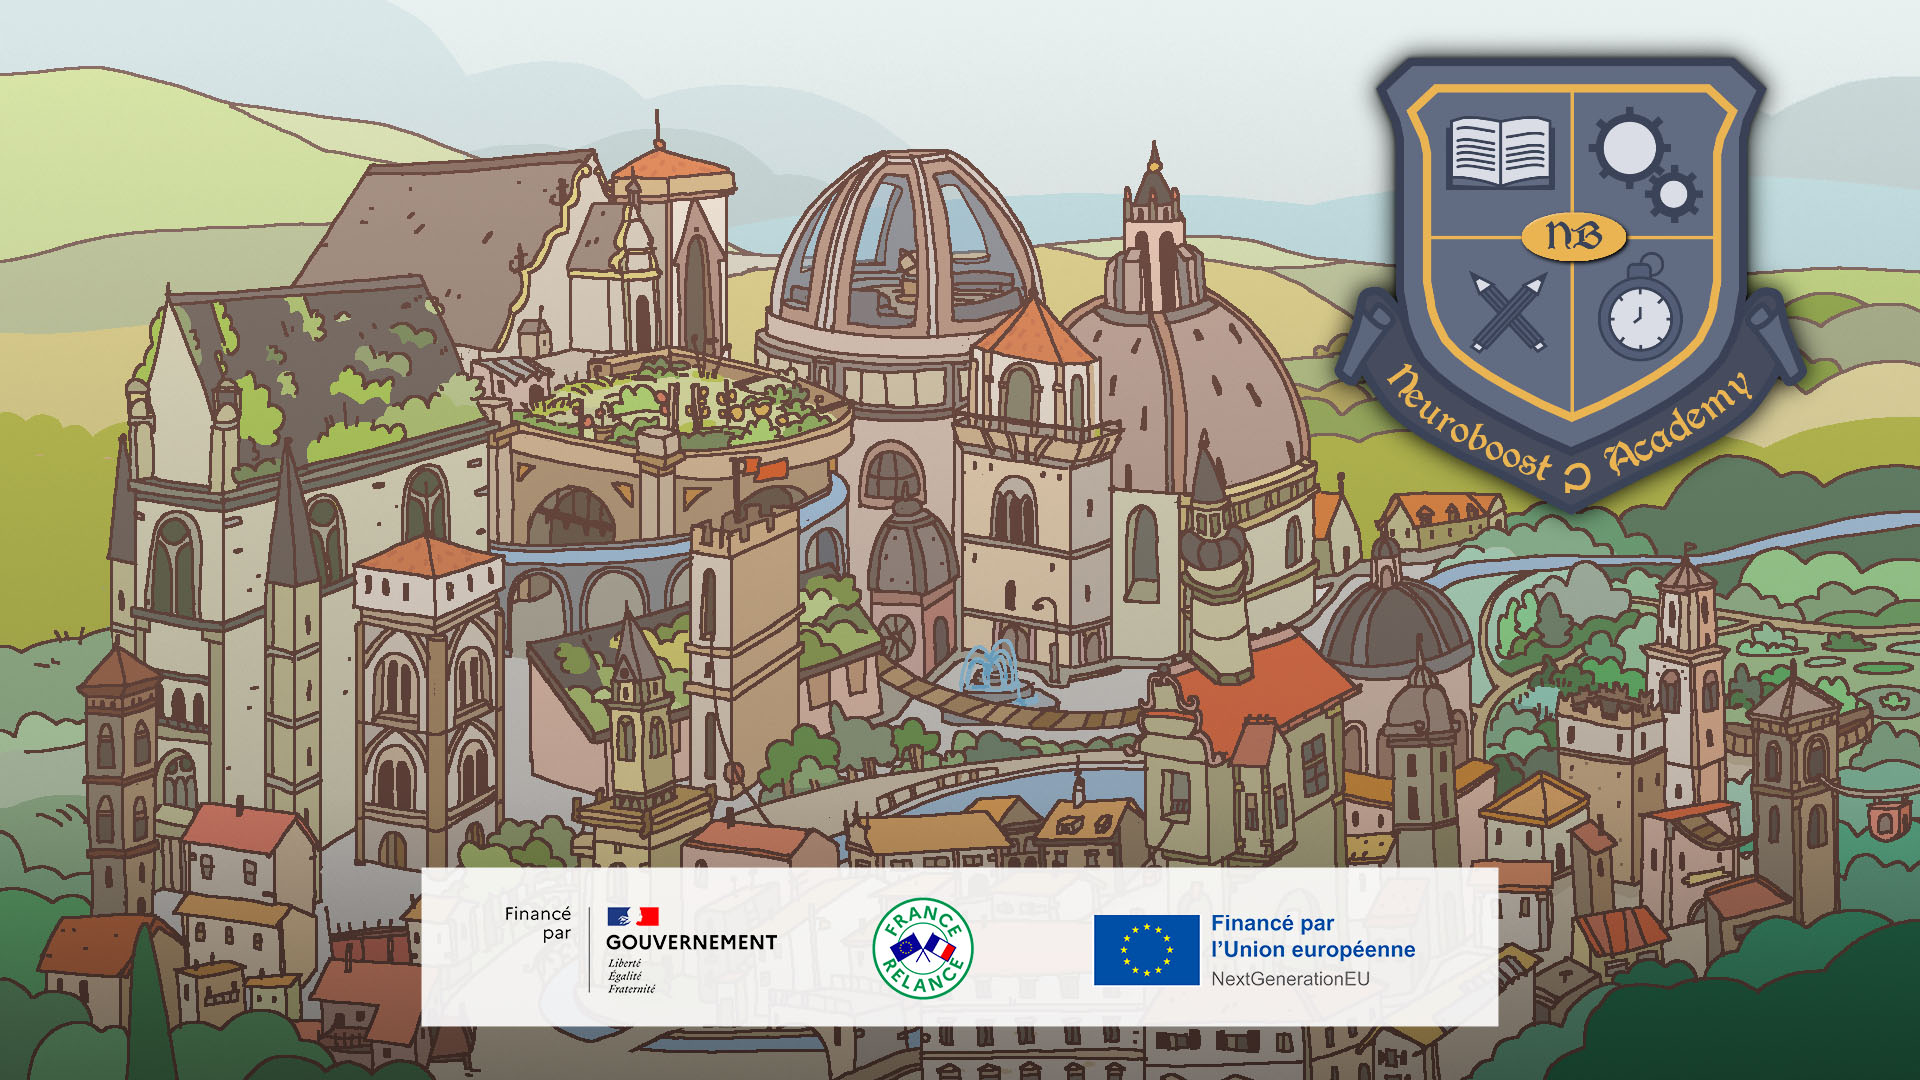 NB
Neuroboost Academy
Financé
par
GOUVERNEMENT
Liberté
Égalité
Fraternité
FRANCE
RELANCE
Financé par
l’Union européenne
NextGenerationEU